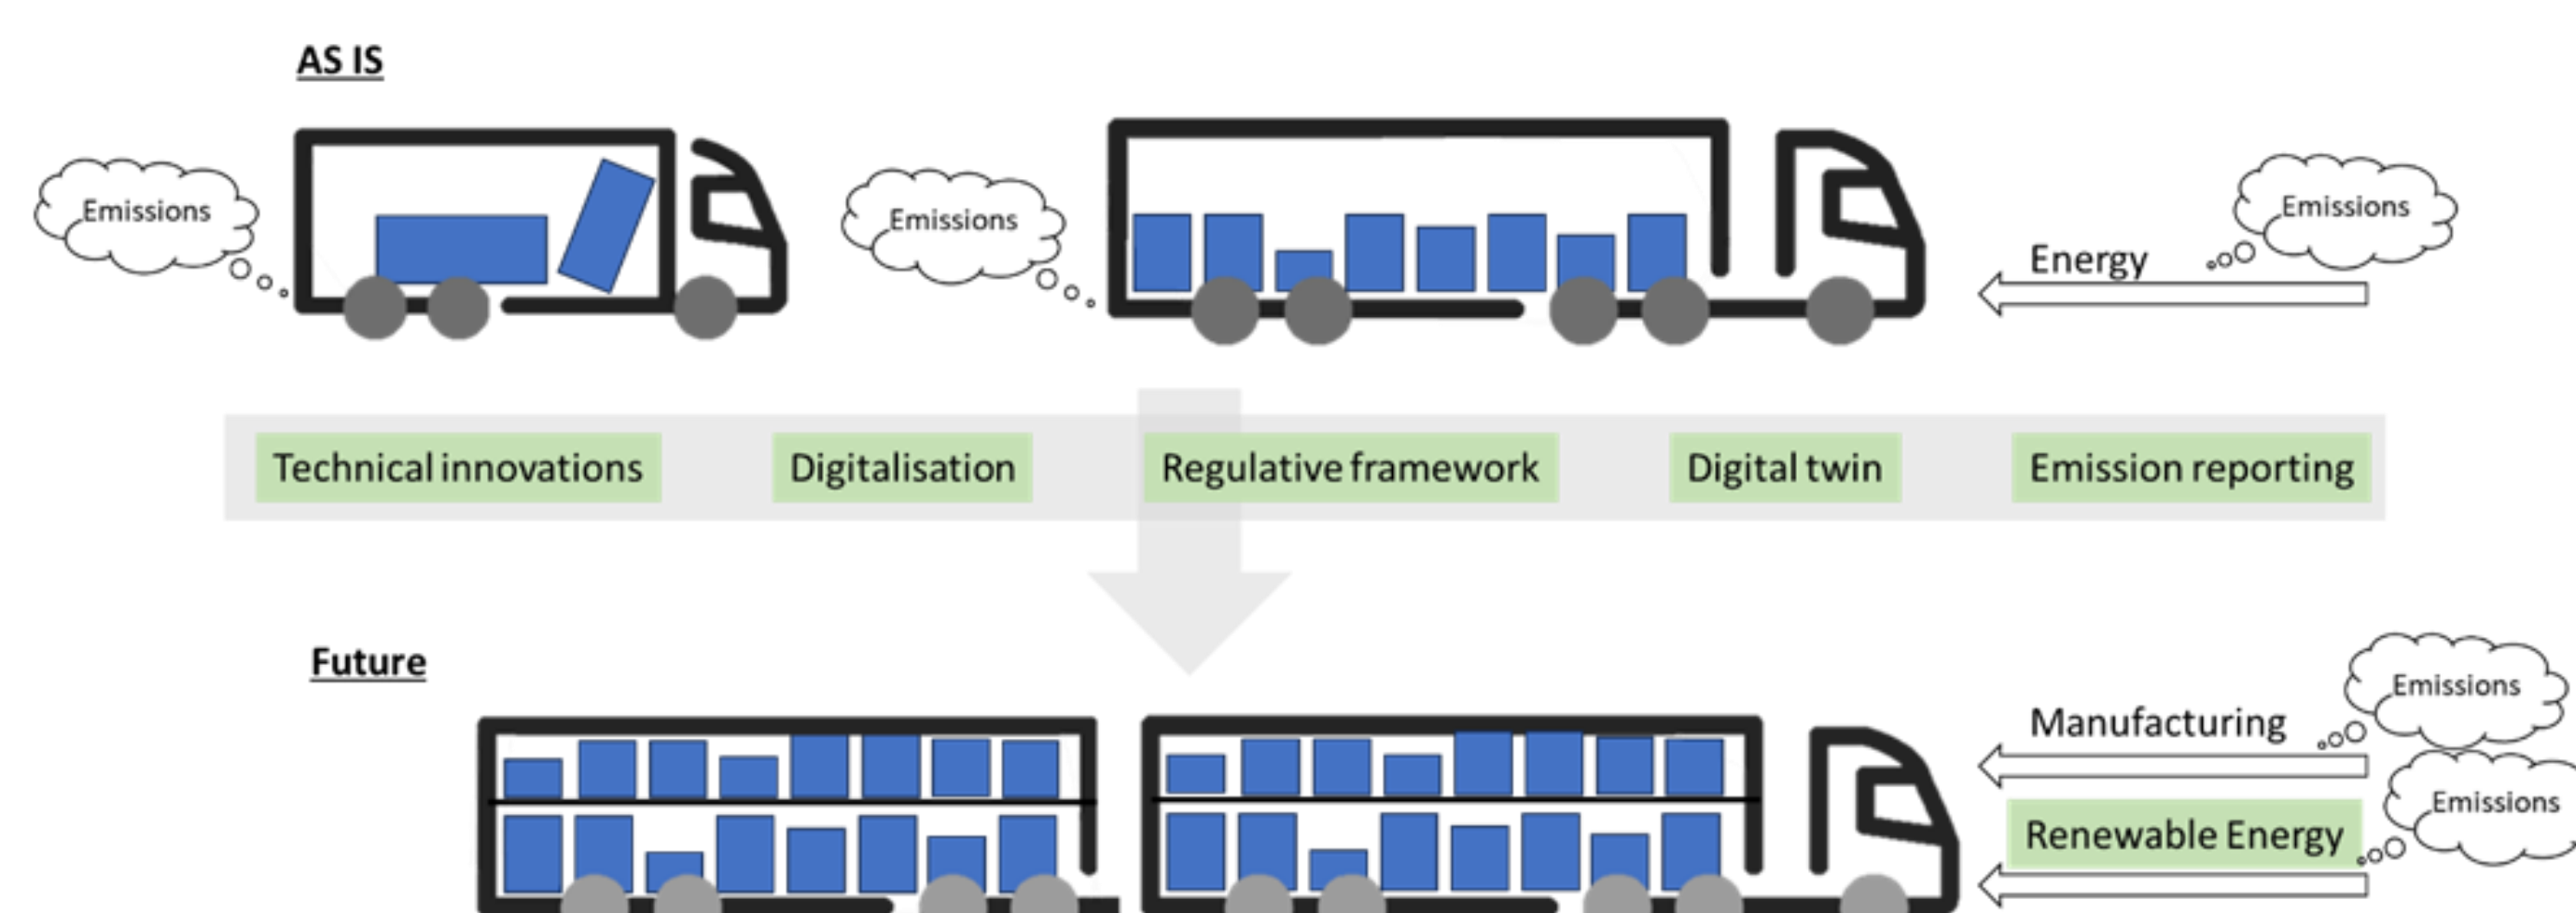 AS IS
Emissions
Emissions
Emissions
Energy
Technical innovations
Digitalisation
Regulative framework
Digital twin
Emission reporting
Future
Emissions
Manufacturing
Emissions
Renewable Energy